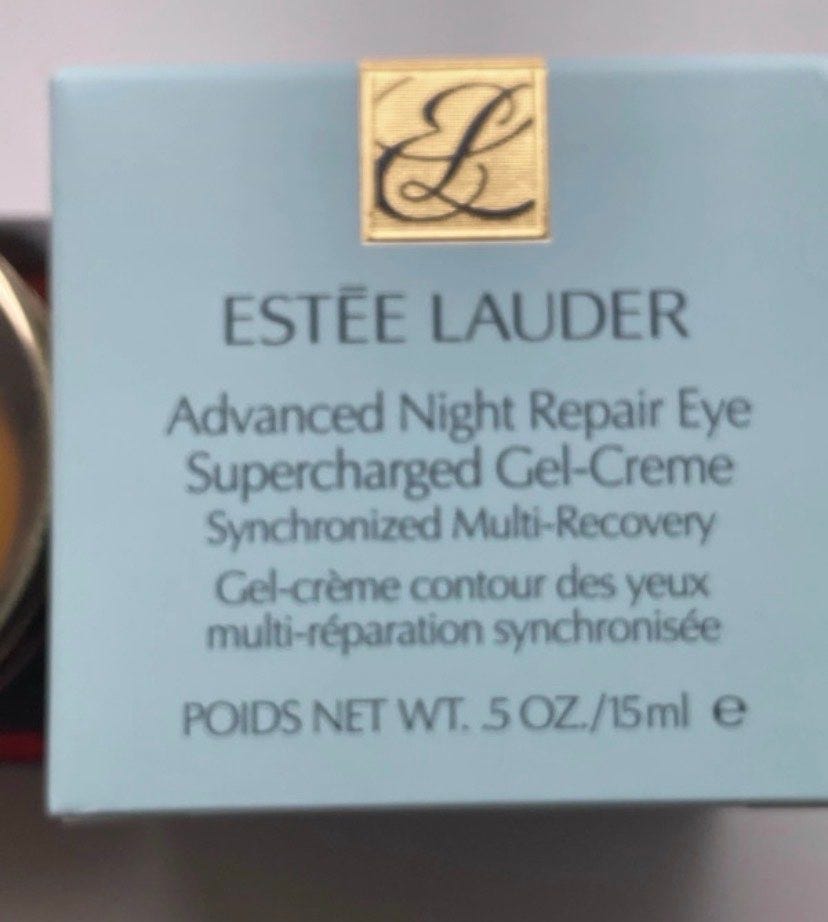 ESTĒE LAUDER
Advanced Night Repair Eye
Supercharged Gel-Creme
Synchronized Multi-Recovery
Gel-crème contour des yeux
multi-réparation synchronisée
POIDS NET WT. .5 OZ./15ml ℮